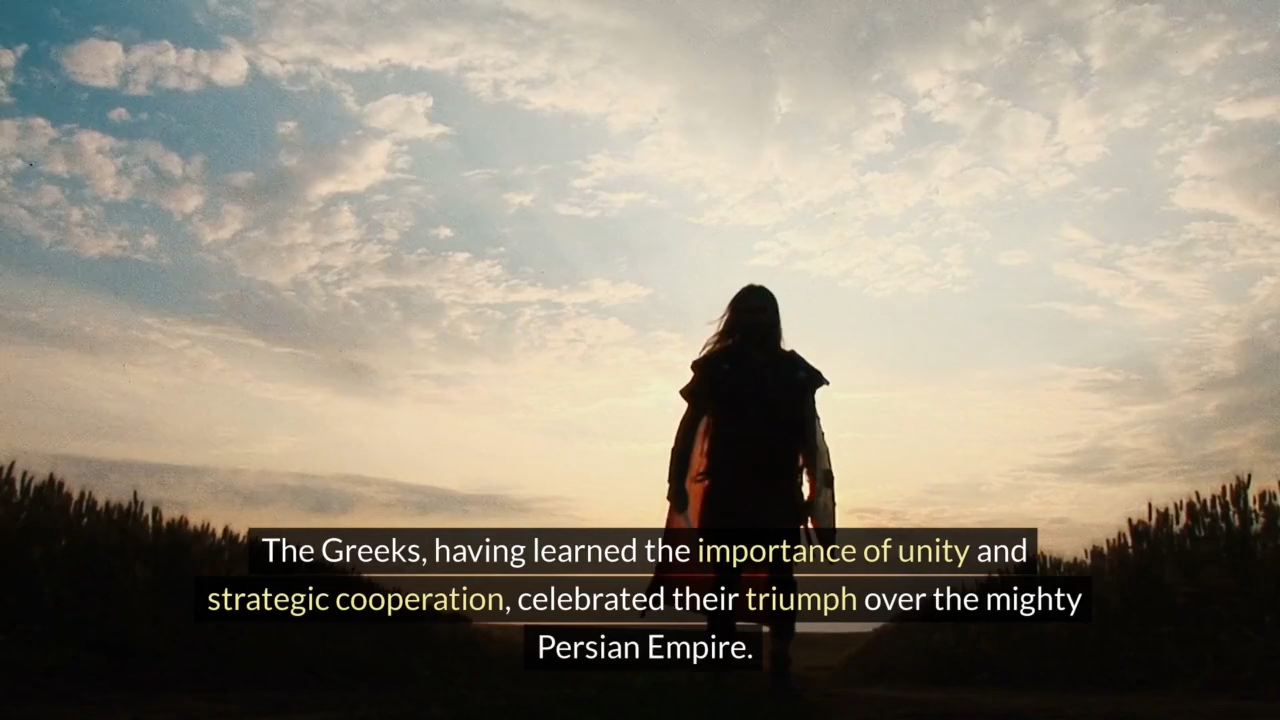 The Greeks, having learned the importance of unity and
strategic cooperation, celebrated their triumph over the mighty
Persian Empire.